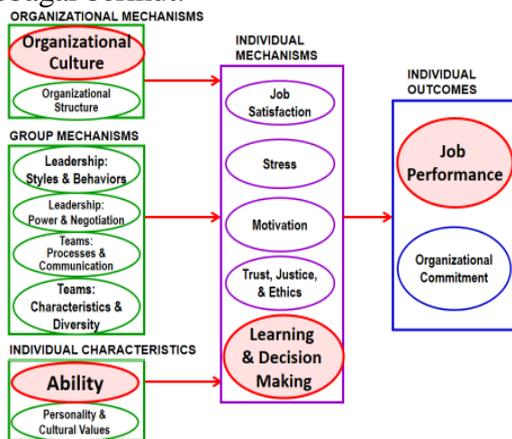 ORGANIZATIONAL MECHANISMS
Organizational
Culture
Organizational
Structure
GROUP MECHANISMS
Leadership:
Styles & Behaviors
Leadership:
Power & Negotiation
Teams:
Processes &
Communication
Teams:
Characteristics &
Diversity
INDIVIDUAL CHARACTERISTICS
Ability
Personality &
Cultural Values
INDIVIDUAL
MECHANISMS
Job
Satisfaction
Stress
Motivation
Trust, Justice,
& Ethics
Learning
& Decision
Making
INDIVIDUAL
OUTCOMES
Job
Performance
Organizational
Commitment